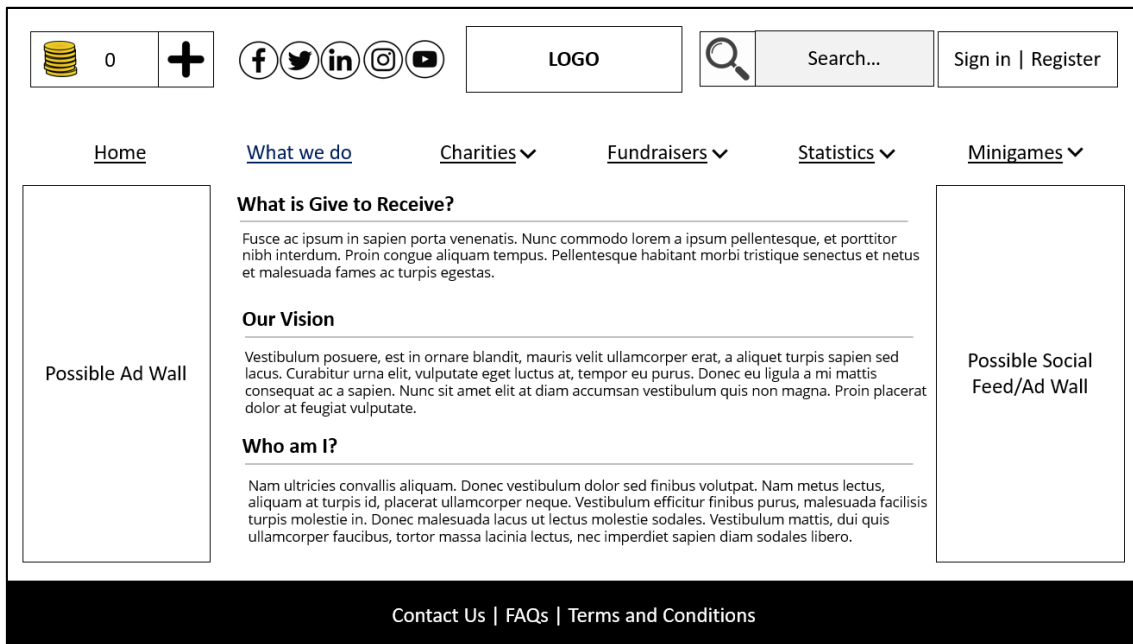 0
LOGO
Search...
Sign in | Register
Home
What we do
Charities
Fundraisers
Statistics
Minigames
What is Give to Receive?
Fusce ac ipsum in sapien porta venenatis. Nunc commodo lorem a ipsum pellentesque, et porttitor
nibh interdum. Proin congue aliquam tempus. Pellentesque habitant morbi tristique senectus et netus
et malesuada fames ac turpis egestas.
Our Vision
Vestibulum posuere, est in ornare blandit, mauris velit ullamcorper erat, a aliquet turpis sapien sed
lacus. Curabitur urna elit, vulputate eget luctus at, tempor eu purus. Donec eu ligula a mi mattis
consequat ac a sapien. Nunc sit amet elit at diam accumsan vestibulum quis non magna. Proin placerat
dolor at feugiat vulputate.
Who am I?
Nam ultricies convallis aliquam. Donec vestibulum dolor sed finibus volutpat. Nam metus lectus,
aliquam at turpis id, placerat ullamcorper neque. Vestibulum efficitur finibus purus, malesuada facilisis
turpis molestie in. Donec malesuada lacus ut lectus molestie sodales. Vestibulum mattis, dui quis
ullamcorper faucibus, tortor massa lacinia lectus, nec imperdiet sapien diam sodales libero.
Possible Ad Wall
Possible Social
Feed/Ad Wall
Contact Us | FAQs | Terms and Conditions